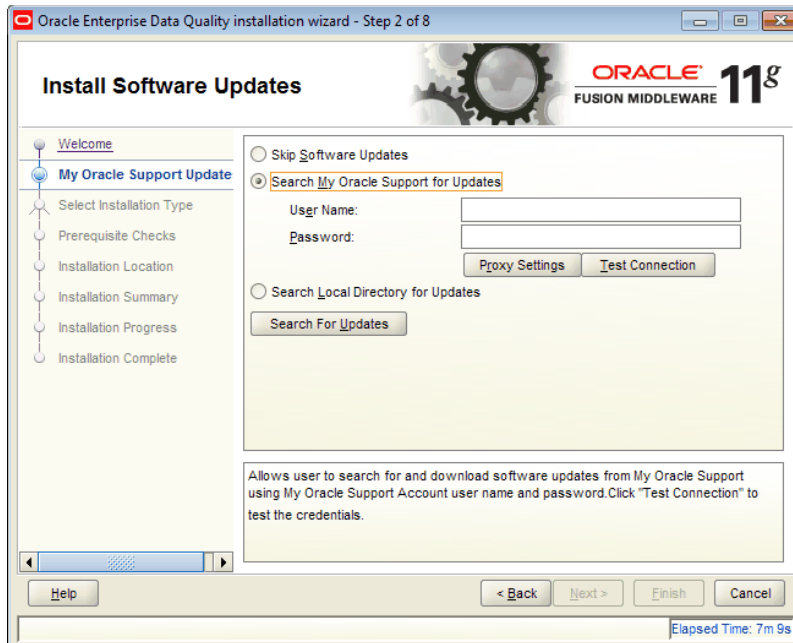 Oracle Enterprise Data Quality installation wizard - Step 2 of 8
Install Software Updates
ORACLE
FUSION MIDDLEWARE 11g
Welcome
My Oracle Support Update
Select Installation Type
Prerequisite Checks
Installation Location
Installation Summary
Installation Progress
Installation Complete
Skip Software Updates
Search My Oracle Support for Updates
User Name:
Password:
Proxy Settings Test Connection
Search Local Directory for Updates
Search For Updates
Allows user to search for and download software updates from My Oracle Support
using My Oracle Support Account user name and password.Click "Test Connection" to
test the credentials.
Help < Back Next > Finish Cancel
Elapsed Time: 7m 9s